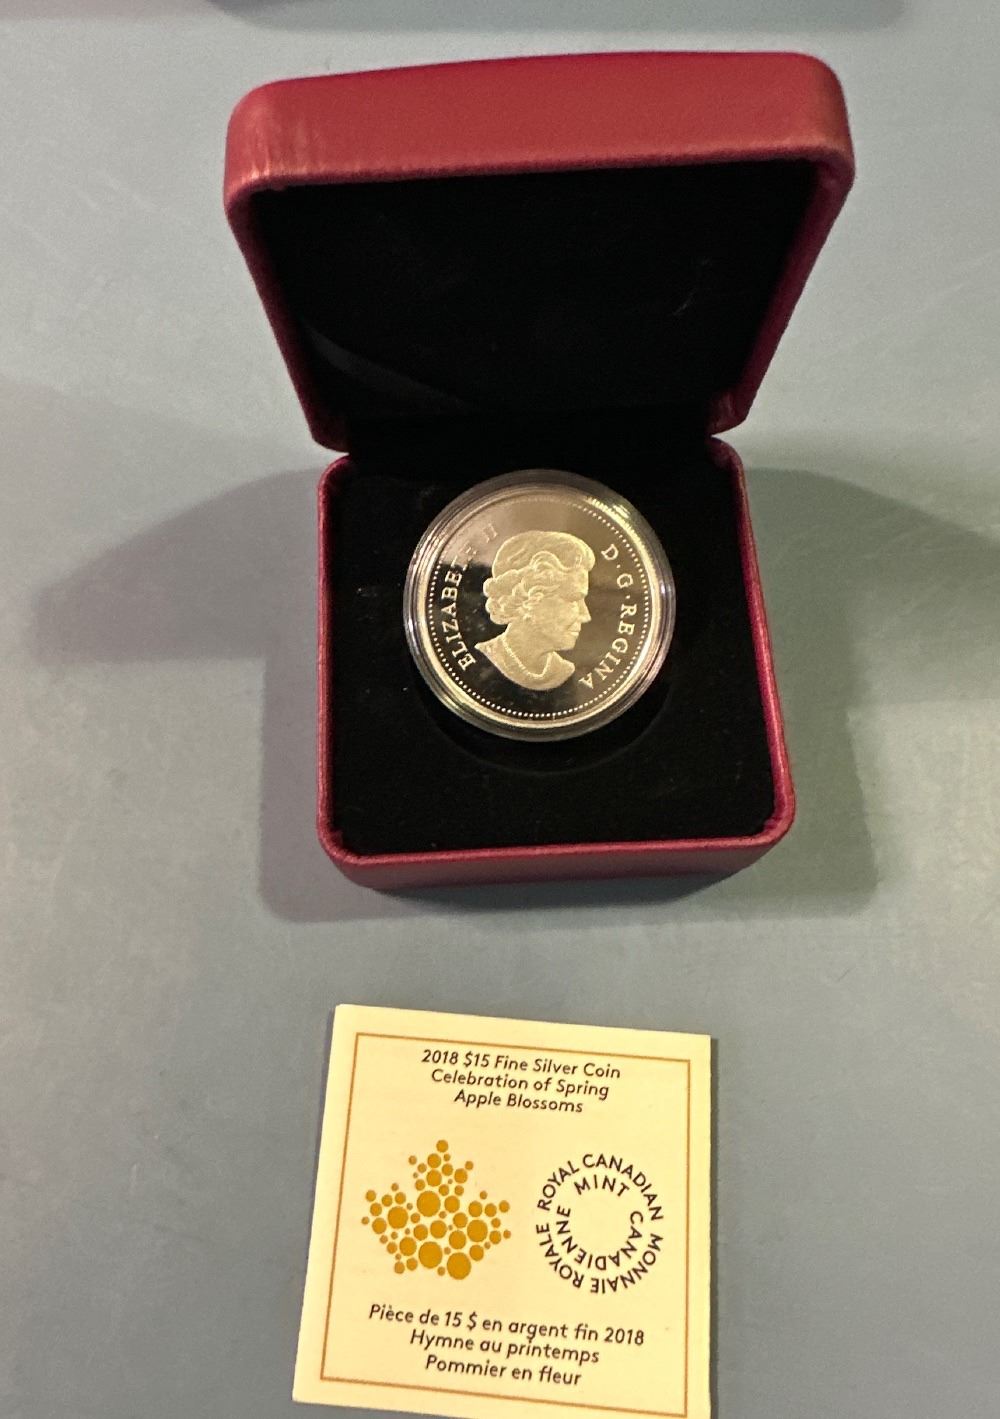 ELIZABETH II D·G·REGINA
2018 $15 Fine Silver Coin
Celebration of Spring
Apple Blossoms
ROYAL CANADIAN MINT
MONNAIE ROYALE CANADIENNE
Pièce de 15 $ en argent fin 2018
Hymne au printemps
Pommier en fleur